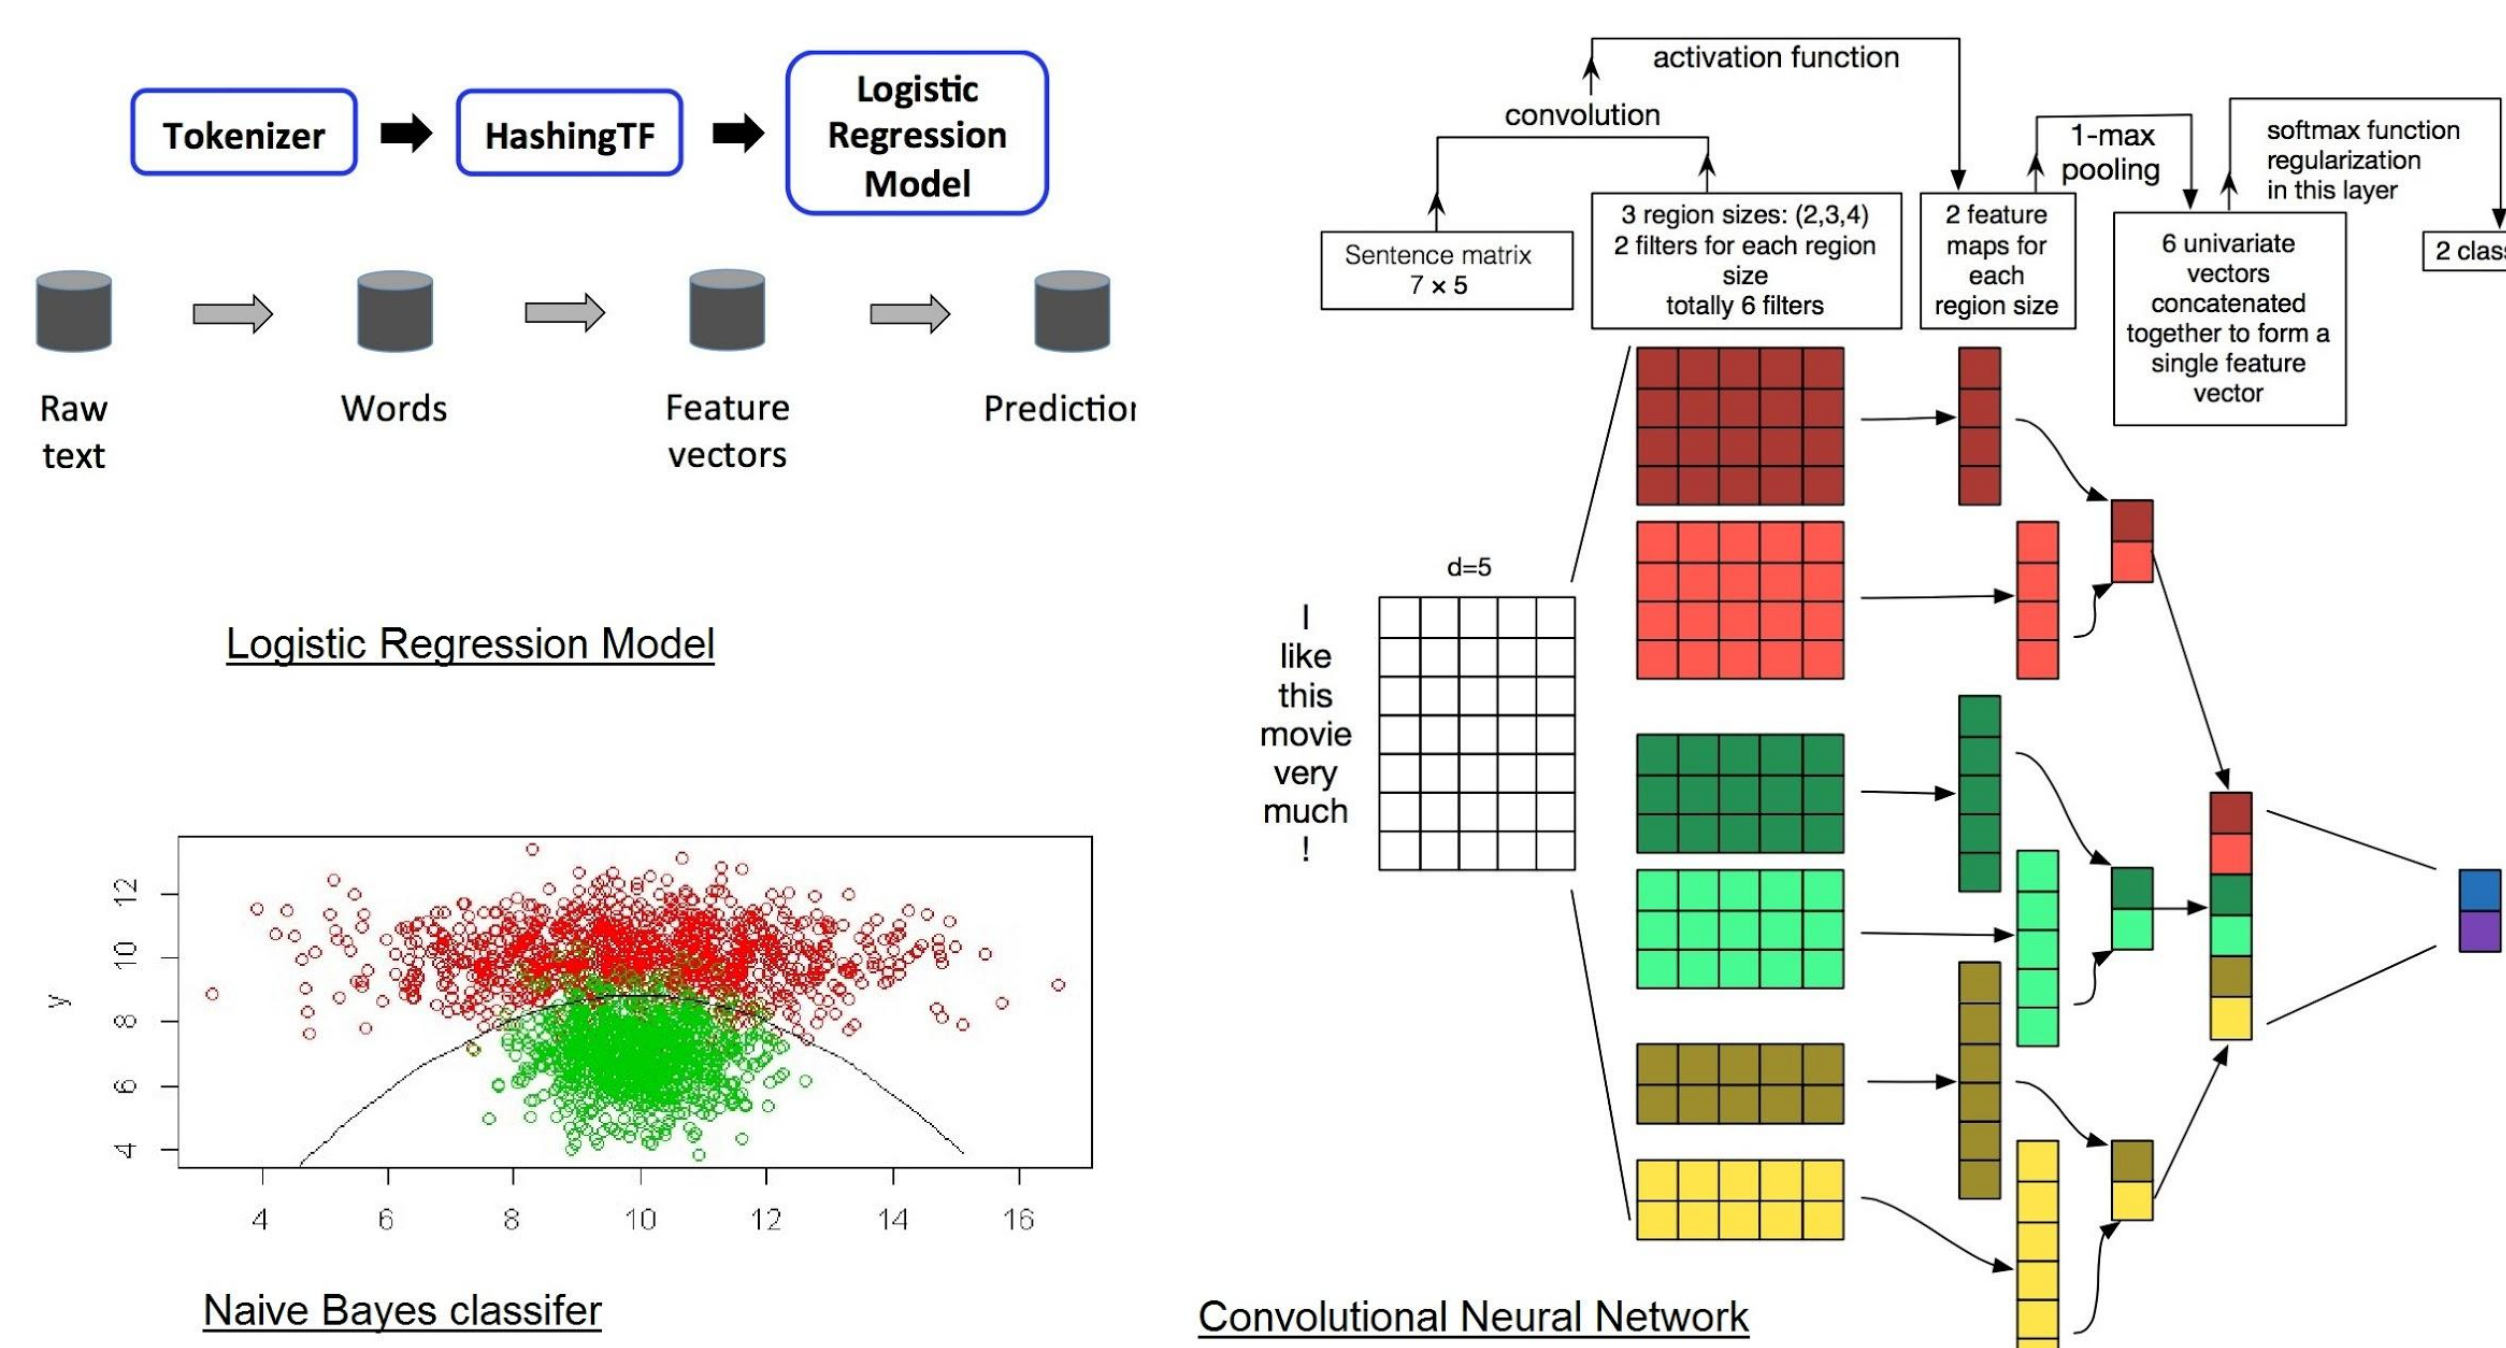 Tokenizer
HashingTF
Logistic
Regression
Model
Raw
text
Words
Feature
vectors
Prediction
Logistic Regression Model
y
12
10
8
6
4
4
6
8
10
12
14
16
Naive Bayes classifer
activation function
convolution
1-max
pooling
softmax function
regularization
in this layer
Sentence matrix
7 × 5
3 region sizes: (2,3,4)
2 filters for each region
size
totally 6 filters
2 feature
maps for
each
region size
6 univariate
vectors
concatenated
together to form a
single feature
vector
2 class
d=5
I
like
this
movie
very
much
!
Convolutional Neural Network